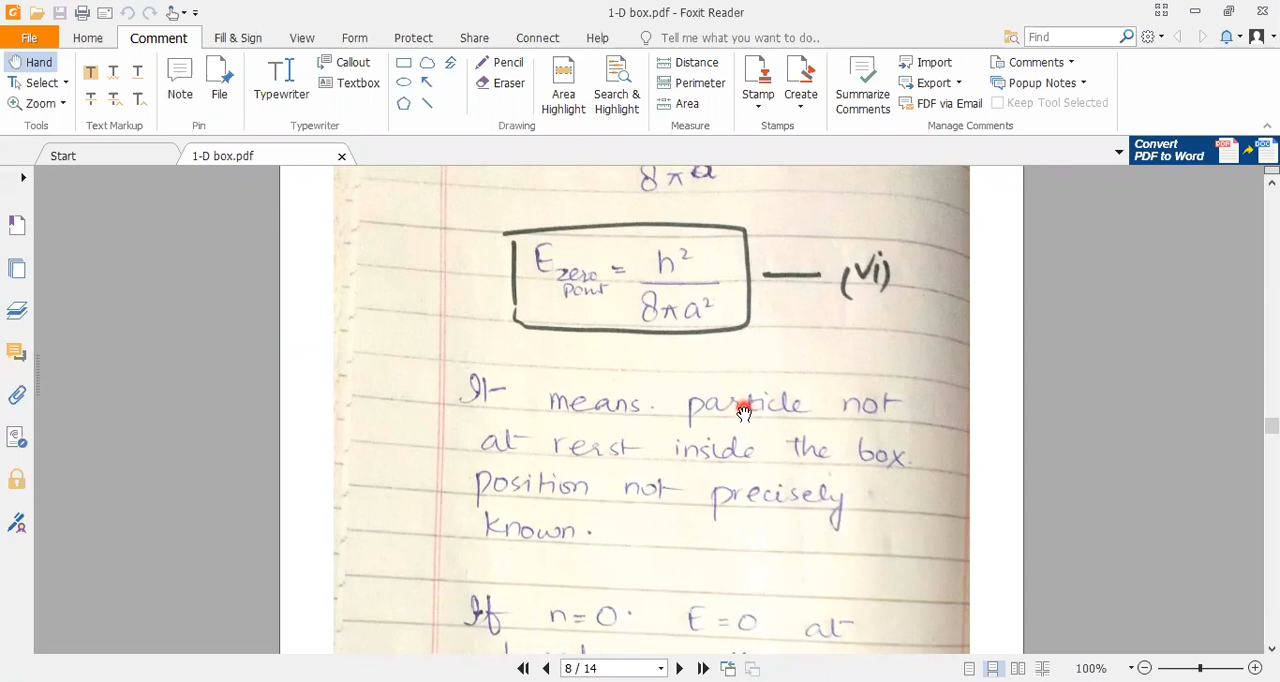 1-D box.pdf - Foxit Reader
File Home Comment Fill & Sign View Form Protect Share Connect Help Tell me what you want to do.. Find
Hand
Select
Zoom
Tools
T T T
T T T
Text Markup
Note
File
Pin
Typewriter
Callout
Textbox
Typewriter
Pencil
Eraser
Area Highlight
Search & Highlight
Drawing
Distance
Perimeter
Area
Measure
Stamp
Create
Stamps
Summarize Comments
Import
Export
FDF via Email
Comments
Popup Notes
Keep Tool Selected
Manage Comments
Start 1-D box.pdf
Convert
PDF to Word
8πa
E zero point = h² / 8πa² — (vi)
It means. particle not
at rerst inside the box.
position not precisely
known.
If n=0. E=0 at
8 / 14
100%